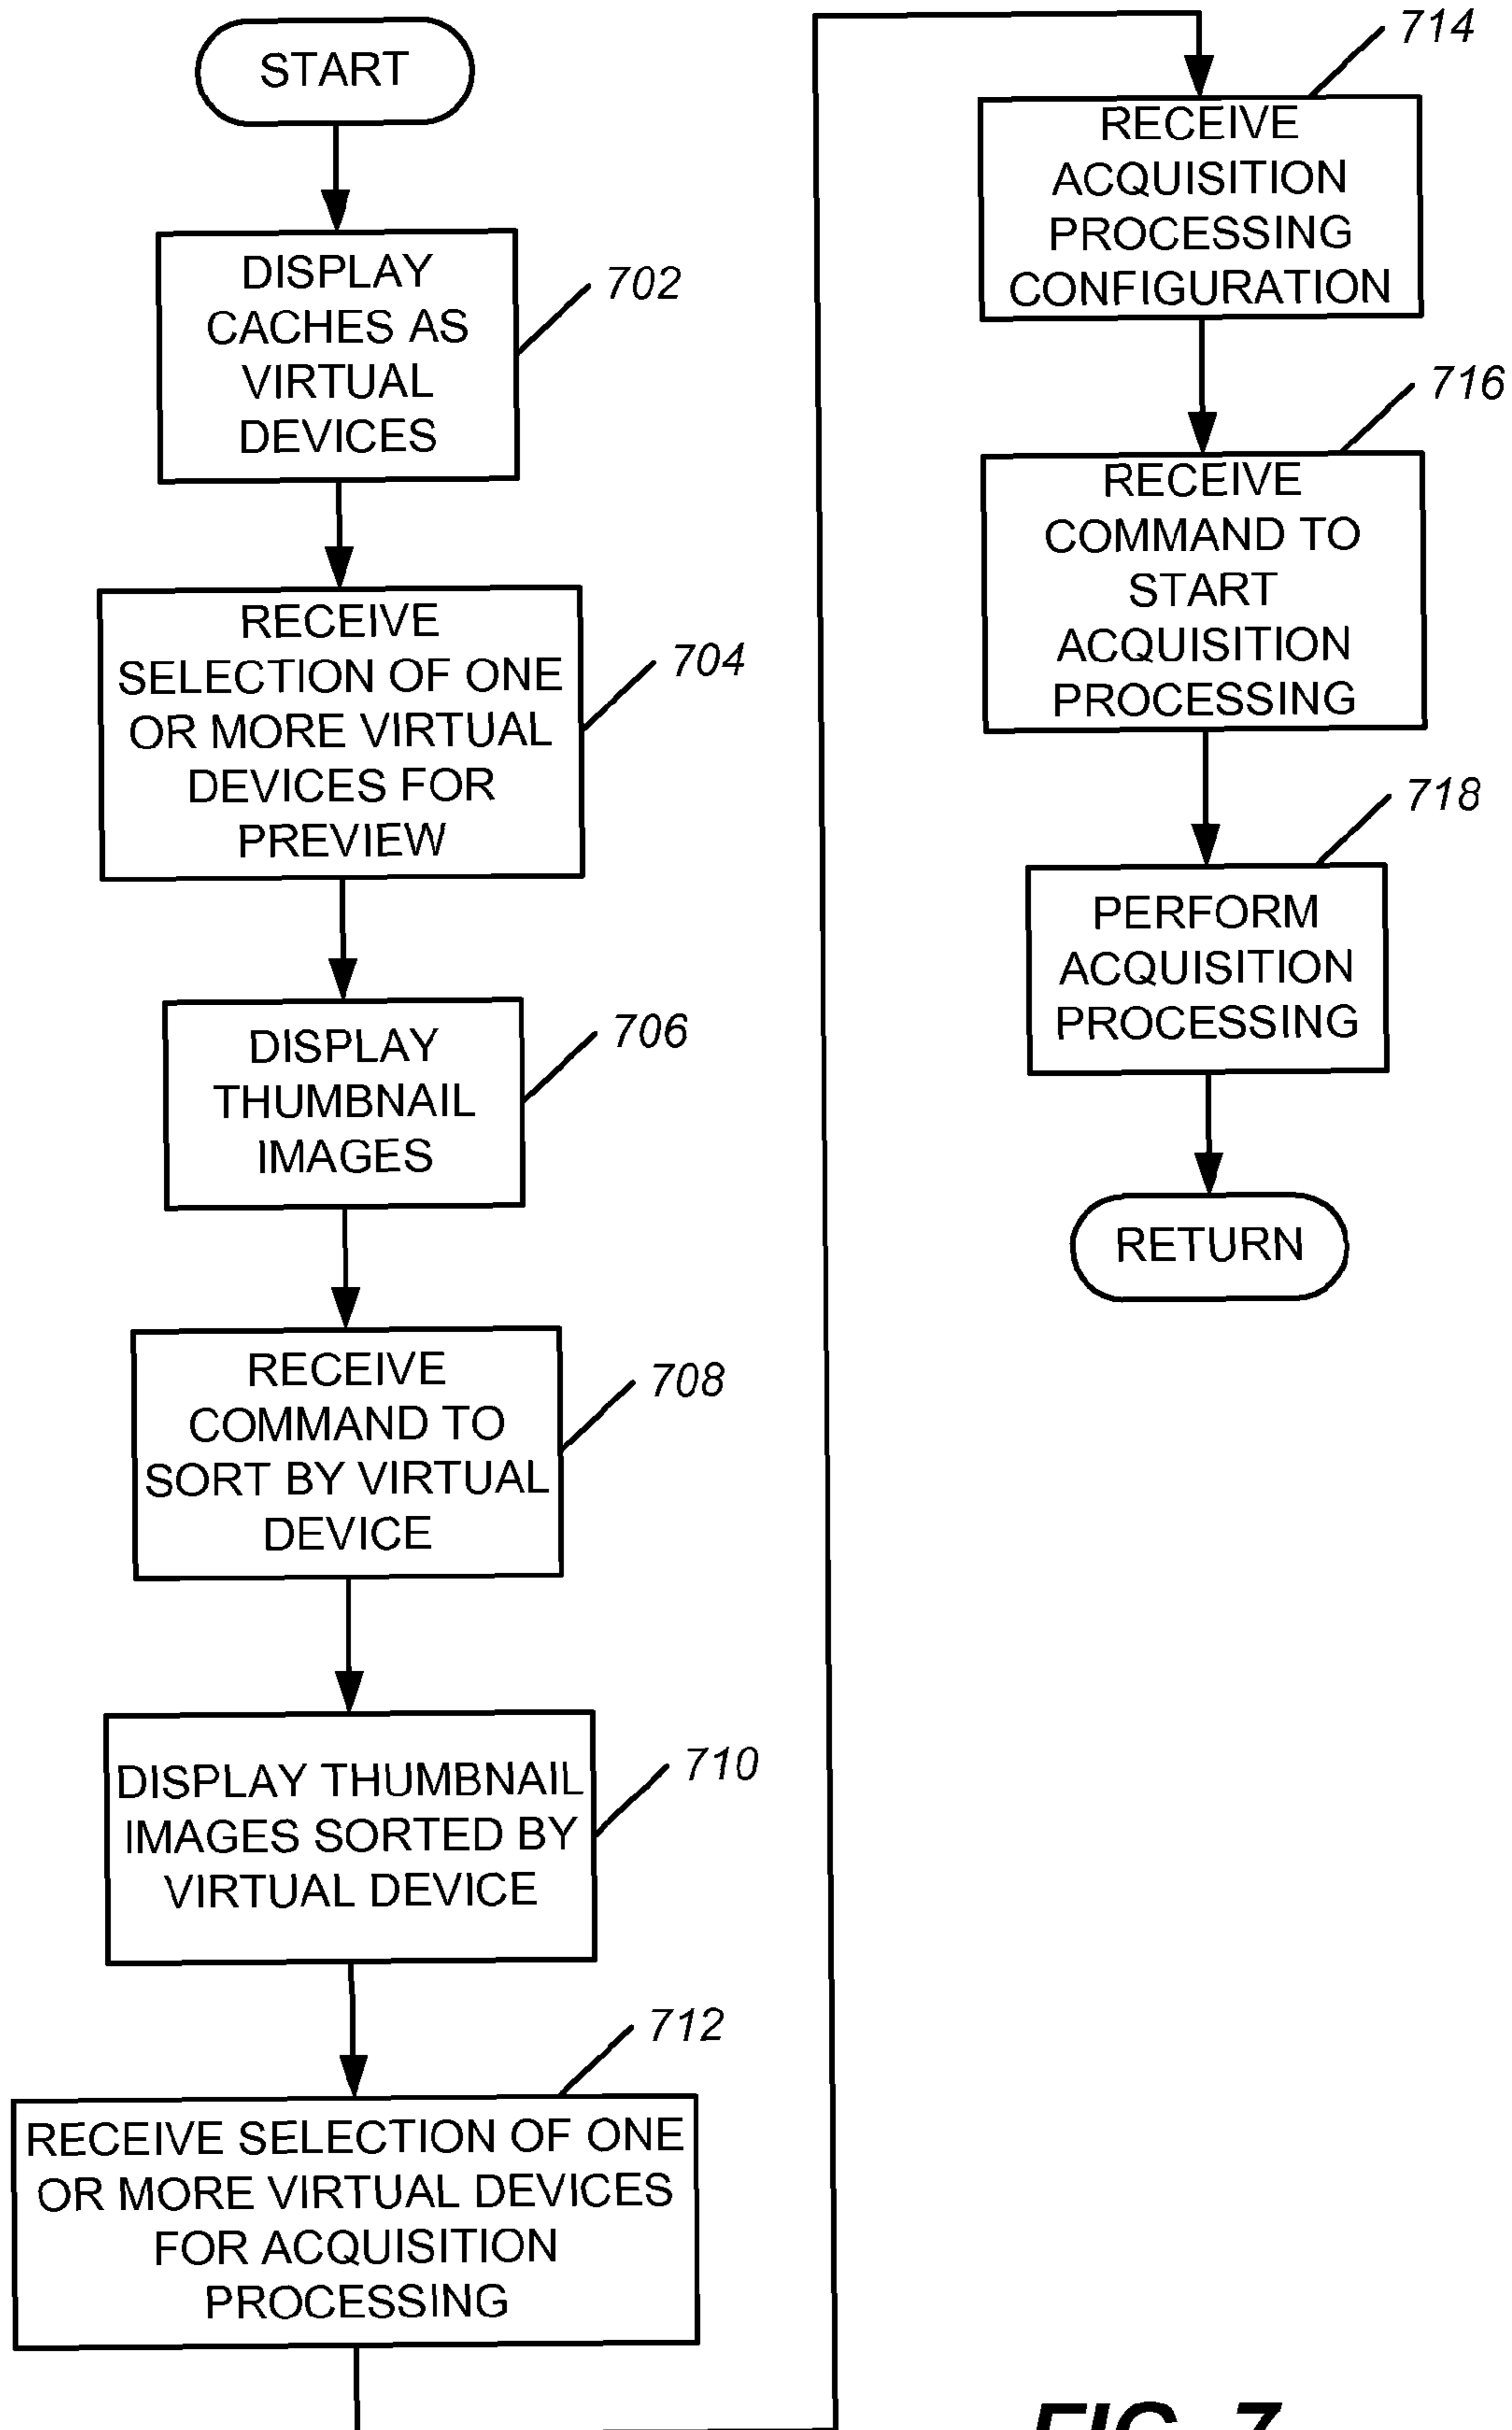 START
DISPLAY
CACHES AS
VIRTUAL
DEVICES
702
RECEIVE
SELECTION OF ONE
OR MORE VIRTUAL
DEVICES FOR
PREVIEW
704
DISPLAY
THUMBNAIL
IMAGES
706
RECEIVE
COMMAND TO
SORT BY VIRTUAL
DEVICE
708
DISPLAY THUMBNAIL
IMAGES SORTED BY
VIRTUAL DEVICE
710
RECEIVE SELECTION OF ONE
OR MORE VIRTUAL DEVICES
FOR ACQUISITION
PROCESSING
712
RECEIVE
ACQUISITION
PROCESSING
CONFIGURATION
714
RECEIVE
COMMAND TO
START
ACQUISITION
PROCESSING
716
PERFORM
ACQUISITION
PROCESSING
718
RETURN
FIG. 7